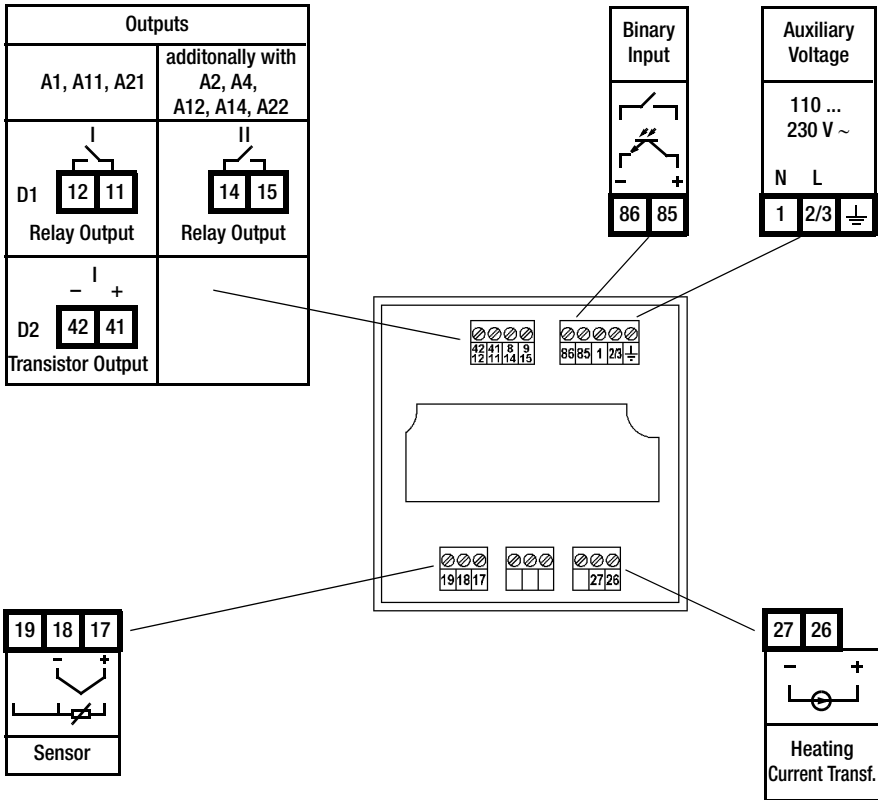 Outputs
A1, A11, A21
additonally with
A2, A4,
A12, A14, A22
I
D1 12 11
Relay Output
II
14 15
Relay Output
I
− +
D2 42 41
Transistor Output
Binary
Input
− +
86 85
Auxiliary
Voltage
110 ...
230 V ~
N L
1 2/3
42 41 8 9
12 11 14 15
86 85 1 2/3
19 18 17
27 26
19 18 17
− +
Sensor
27 26
− +
Heating
Current Transf.